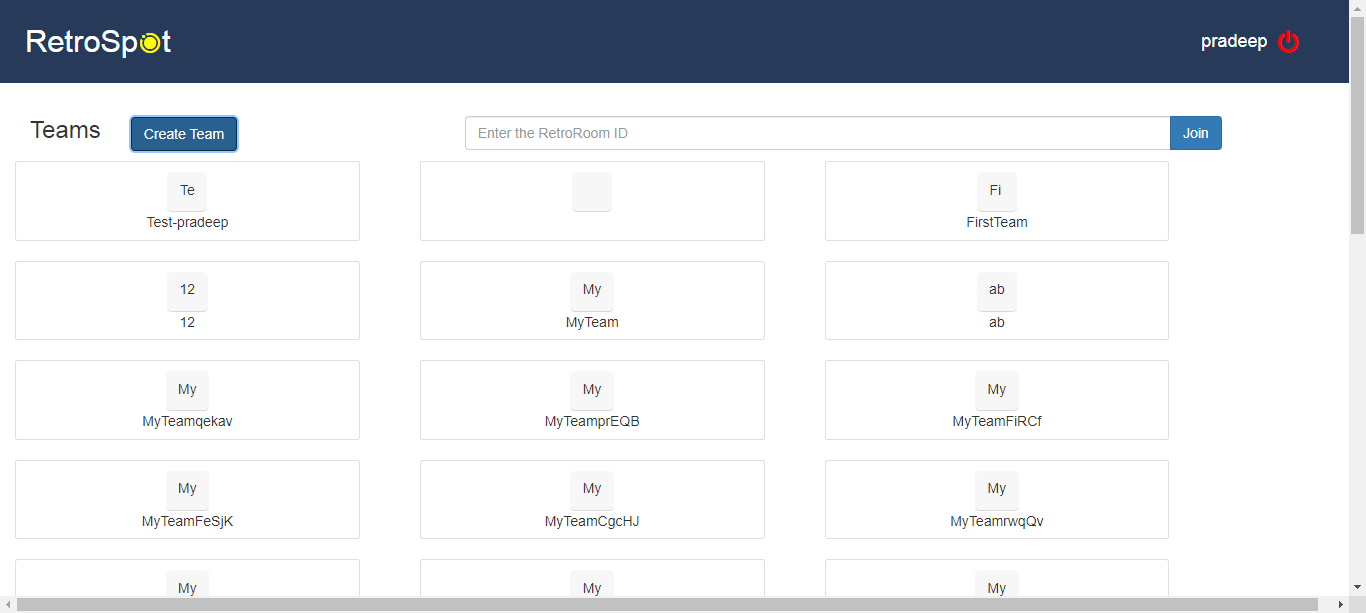 RetroSpot
pradeep
Teams
Create Team
Enter the RetroRoom ID
Join
Te
Test-pradeep
Fi
FirstTeam
12
12
My
MyTeam
ab
ab
My
MyTeamqekav
My
MyTeamprEQB
My
MyTeamFiRCf
My
MyTeamFeSjK
My
MyTeamCgcHJ
My
MyTeamrwqQv
My
My
My